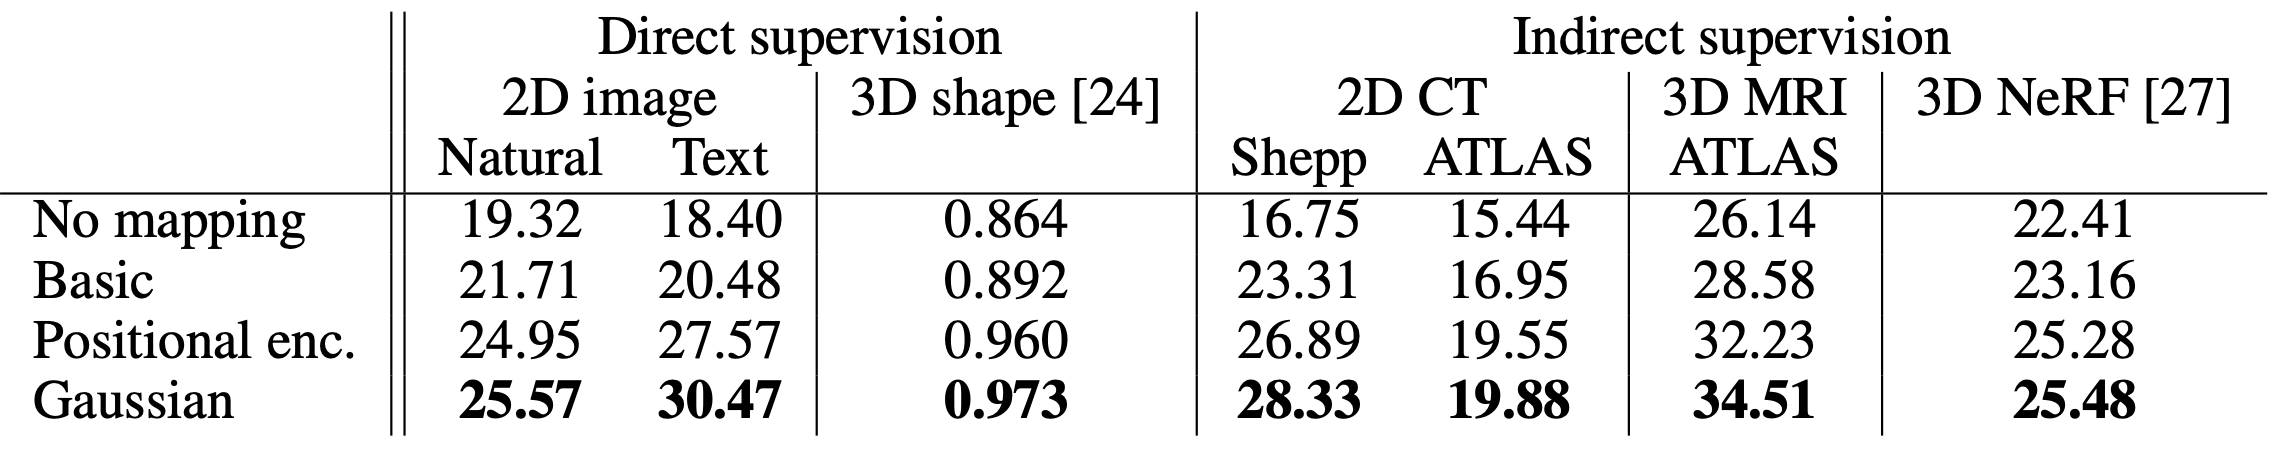 Direct supervision Indirect supervision
2D image 3D shape [24] 2D CT 3D MRI 3D NeRF [27]
Natural Text Shepp ATLAS ATLAS
No mapping 19.32 18.40 0.864 16.75 15.44 26.14 22.41
Basic 21.71 20.48 0.892 23.31 16.95 28.58 23.16
Positional enc. 24.95 27.57 0.960 26.89 19.55 32.23 25.28
Gaussian 25.57 30.47 0.973 28.33 19.88 34.51 25.48